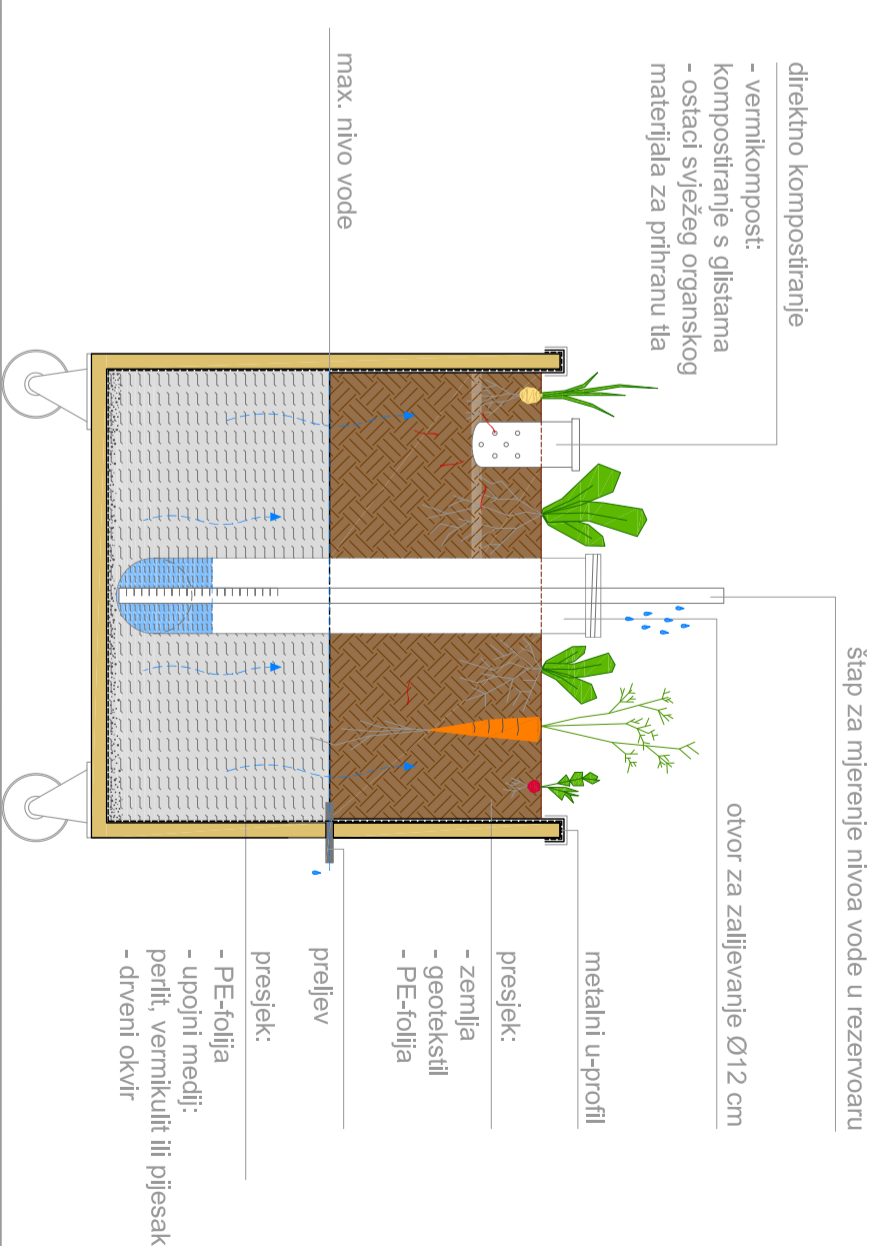 štap za mjerenje nivoa vode u rezervoaru
otvor za zalijevanje Ø12 cm
direktno kompostiranje
- vermikompost:
kompostiranje s glistama
- ostaci svježeg organskog
materijala za prihranu tla
metalni u-profil
presjek:
- zemlja
- geotekstil
- PE-folija
max. nivo vode
preljev
presjek:
- PE-folija
- upojni medij:
perlit, vermikulit ili pijesak
- drveni okvir